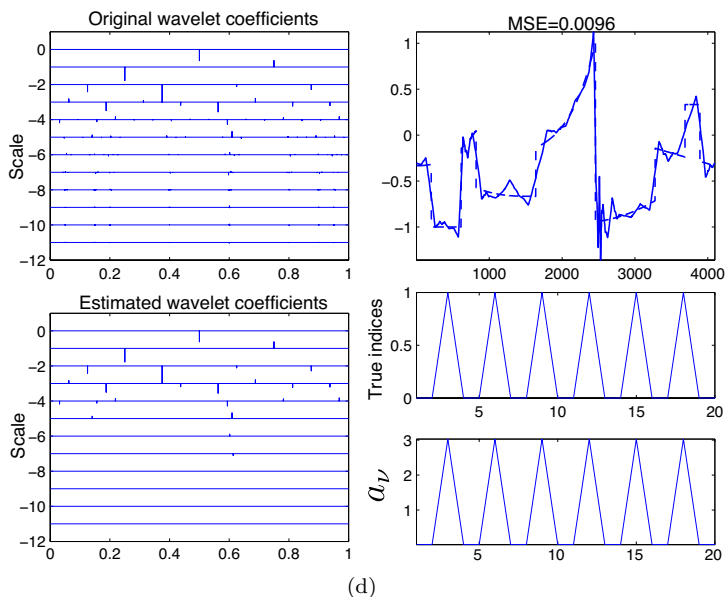 Original wavelet coefficients
0
−2
−4
−6
−8
−10
−12
Scale
0 0.2 0.4 0.6 0.8 1
MSE=0.0096
1
0.5
0
−0.5
−1
1000 2000 3000 4000
Estimated wavelet coefficients
0
−2
−4
−6
−8
−10
−12
Scale
0 0.2 0.4 0.6 0.8 1
1
0.5
0
True indices
5 10 15 20
3
2
1
aν
5 10 15 20
(d)